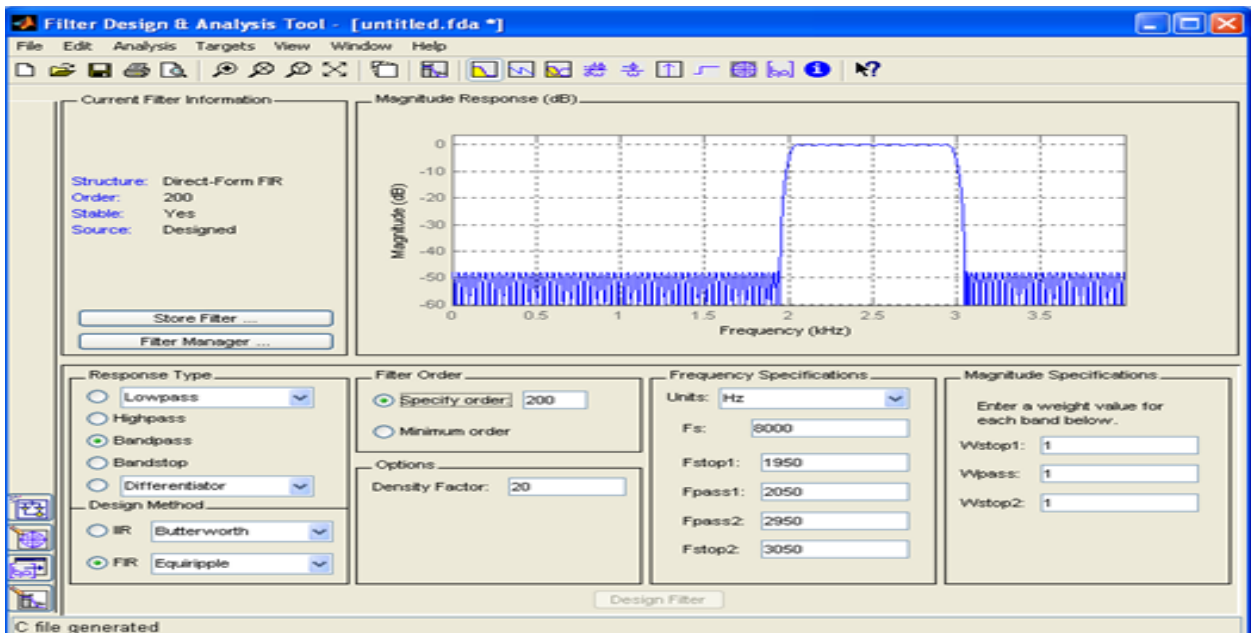 Filter Design & Analysis Tool - [untitled.fda *]
File Edit Analysis Targets View Window Help
Current Filter Information
Structure: Direct-Form FIR
Order: 200
Stable: Yes
Source: Designed
Store Filter ...
Filter Manager ...
Magnitude Response (dB)
Magnitude (dB)
0
-10
-20
-30
-40
-50
-60
0 0.5 1 1.5 2 2.5 3 3.5
Frequency (kHz)
Response Type
Lowpass
Highpass
Bandpass
Bandstop
Differentiator
Design Method
IIR Butterworth
FIR Equiripple
Filter Order
Specify order: 200
Minimum order
Options
Density Factor: 20
Frequency Specifications
Units: Hz
Fs: 8000
Fstop1: 1950
Fpass1: 2050
Fpass2: 2950
Fstop2: 3050
Magnitude Specifications
Enter a weight value for
each band below.
Wstop1: 1
Wpass: 1
Wstop2: 1
Design Filter
C file generated